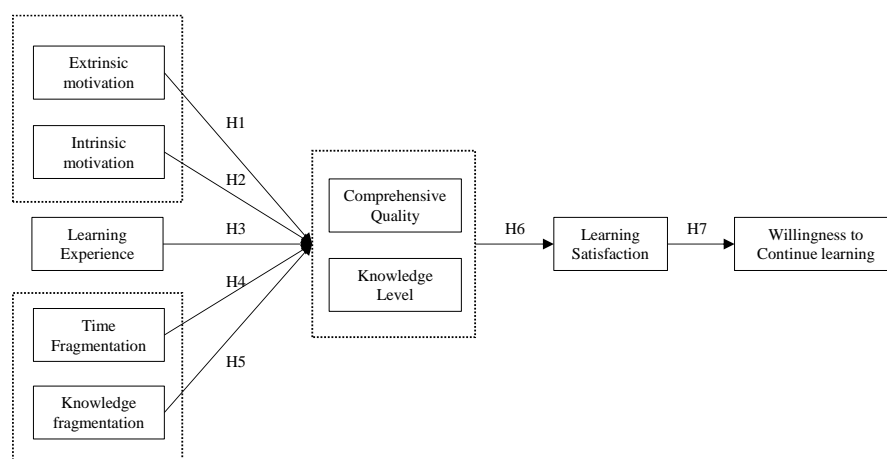 Extrinsic
motivation
H1
Intrinsic
motivation
H2
Learning
Experience
H3
Time
Fragmentation
H4
Knowledge
fragmentation
H5
Comprehensive
Quality
Knowledge
Level
H6
Learning
Satisfaction
H7
Willingness to
Continue learning